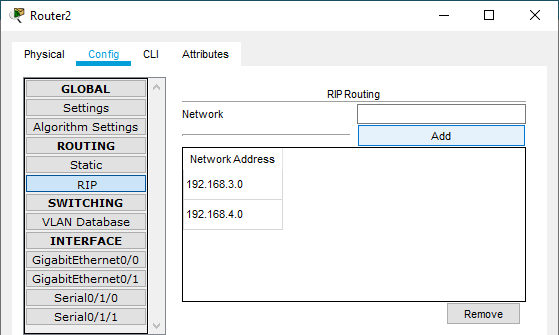 Router2
Physical Config CLI Attributes
GLOBAL
Settings
Algorithm Settings
ROUTING
Static
RIP
SWITCHING
VLAN Database
INTERFACE
GigabitEthernet0/0
GigabitEthernet0/1
Serial0/1/0
Serial0/1/1
RIP Routing
Network
Add
Network Address
192.168.3.0
192.168.4.0
Remove